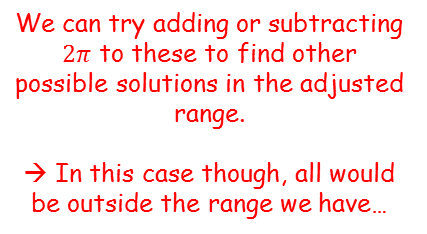 We can try adding or subtracting
2π to these to find other
possible solutions in the adjusted
range.
→ In this case though, all would
be outside the range we have…